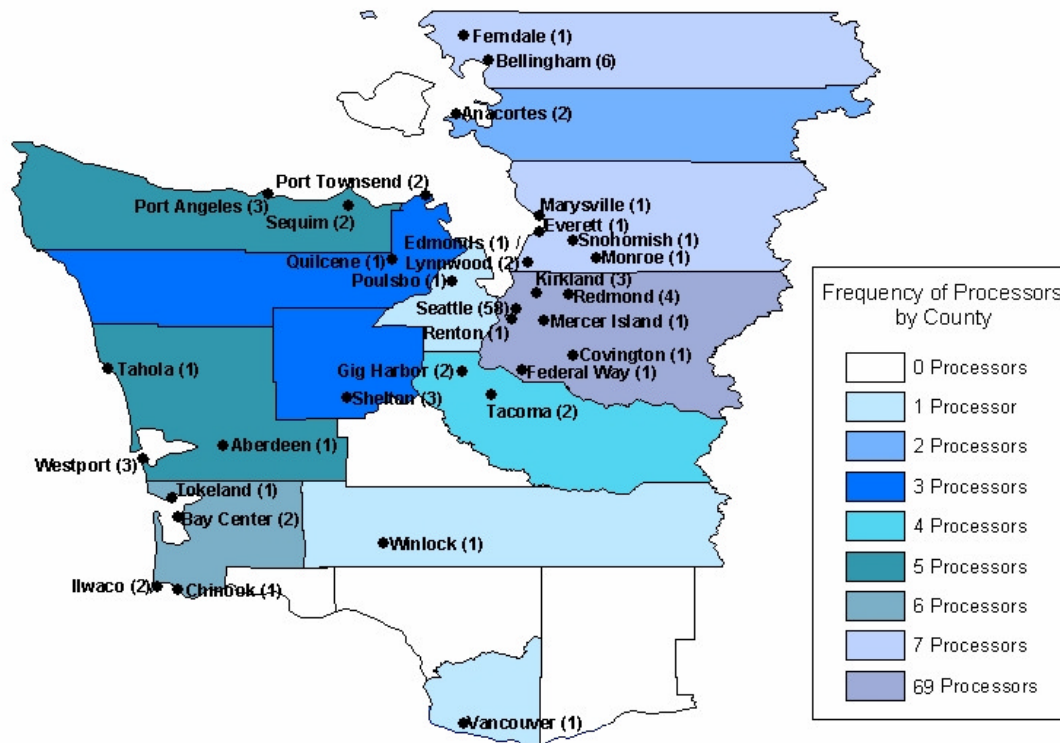 Ferndale (1)
Bellingham (6)
Anacortes (2)
Port Townsend (2)
Port Angeles (3)
Sequim (2)
Marysville (1)
Everett (1)
Edmonds (1) /
Snohomish (1)
Quilcene (1)
Lynnwood (2)
Monroe (1)
Poulsbo (1)
Kirkland (3)
Redmond (4)
Seattle (58)
Renton (1)
Mercer Island (1)
Covington (1)
Tahola (1)
Gig Harbor (2)
Federal Way (1)
Shelton (3)
Tacoma (2)
Aberdeen (1)
Westport (3)
Tokeland (1)
Bay Center (2)
Winlock (1)
Ilwaco (2)
Chinook (1)
Vancouver (1)
Frequency of Processors
by County
0 Processors
1 Processor
2 Processors
3 Processors
4 Processors
5 Processors
6 Processors
7 Processors
69 Processors